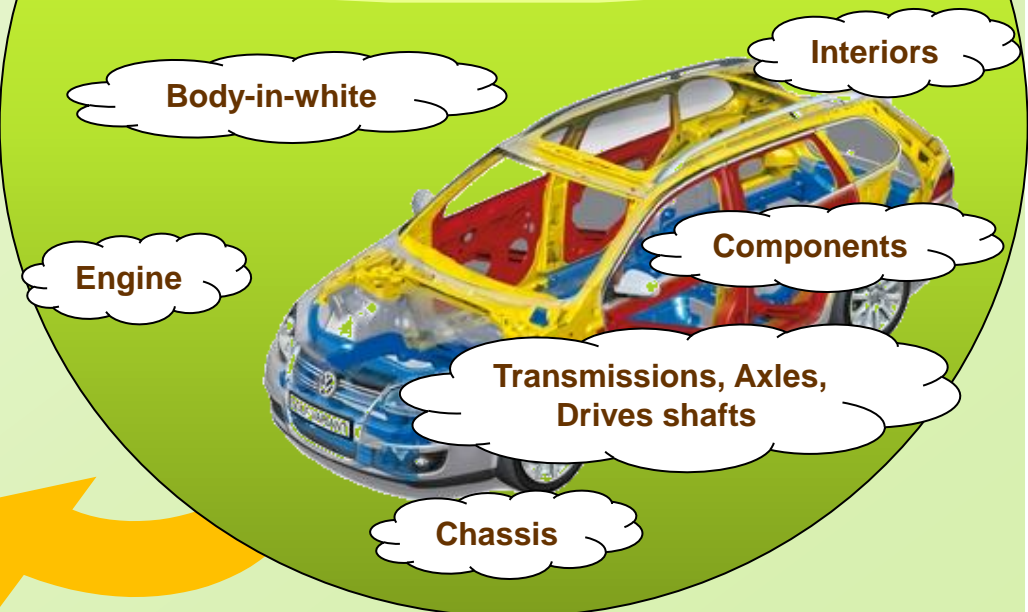 Interiors
Body-in-white
Components
Engine
Transmissions, Axles,
Drives shafts
Chassis